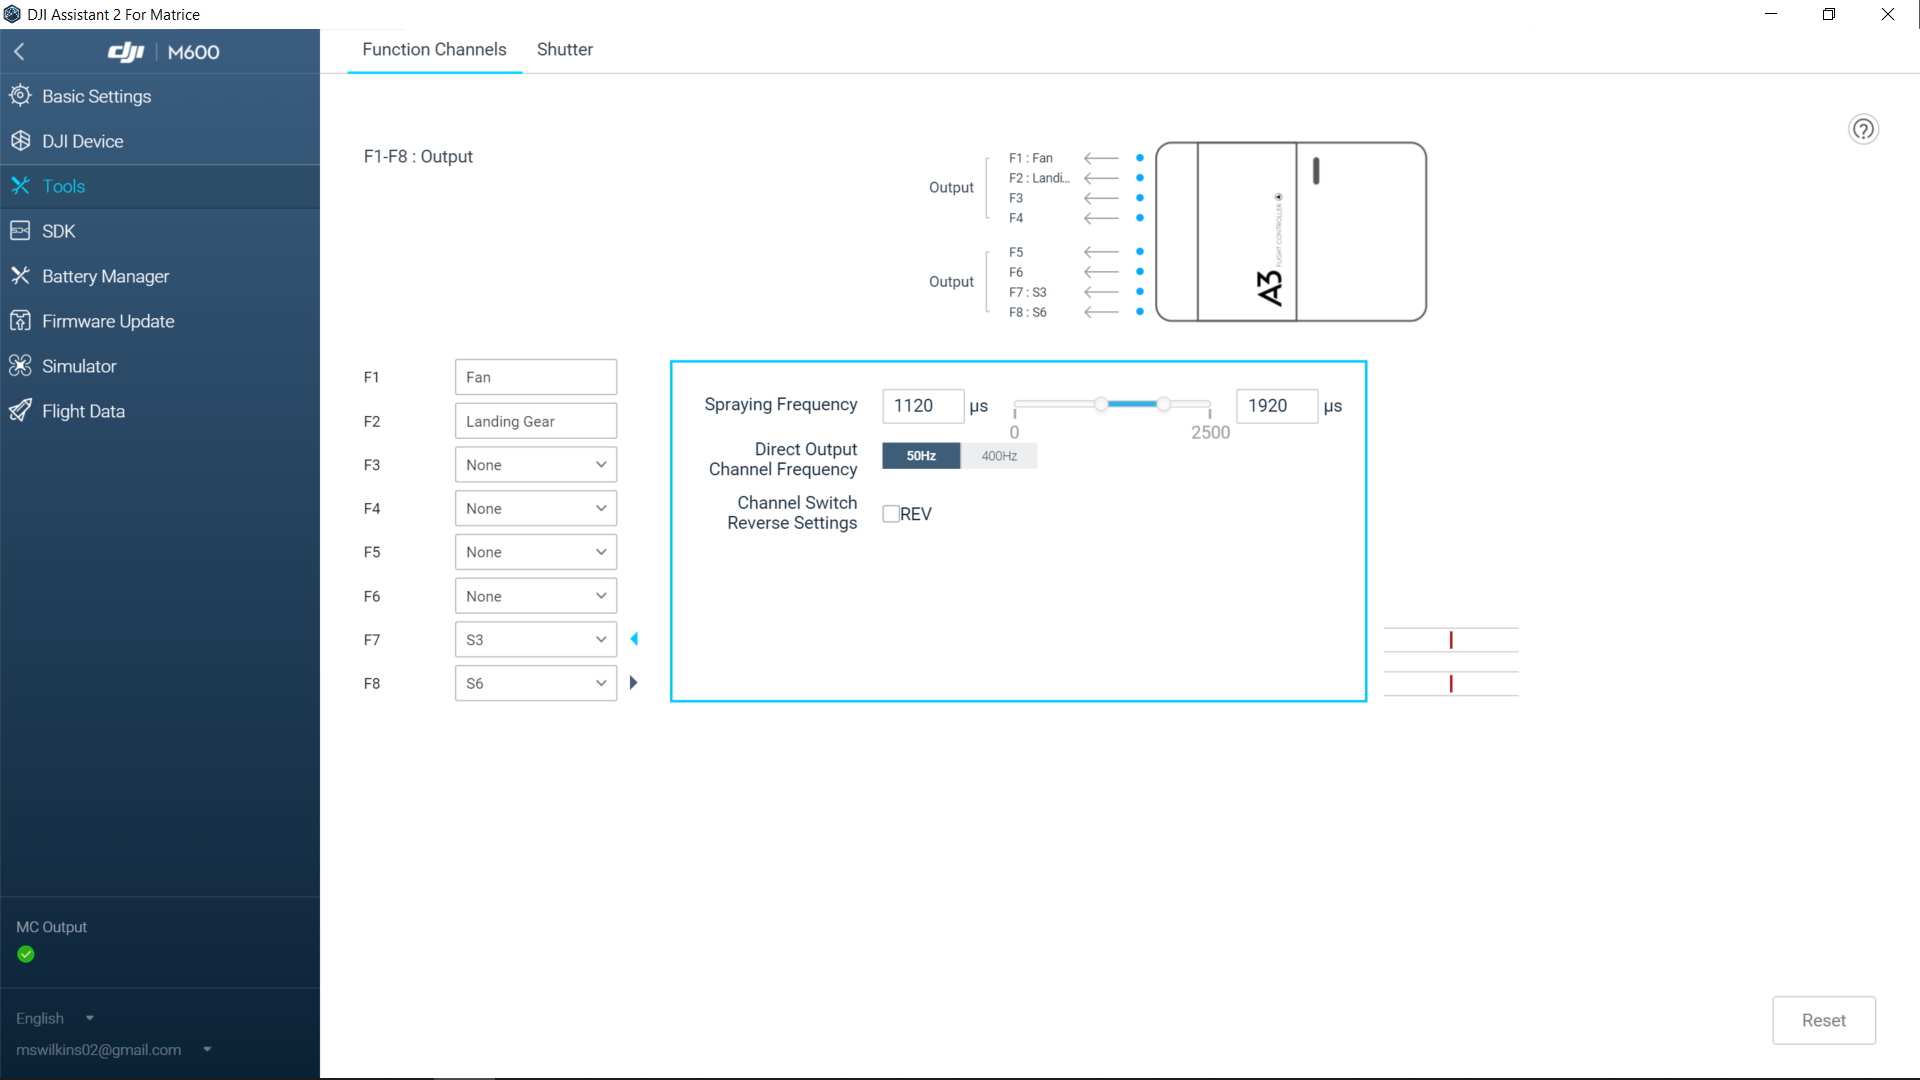 DJI Assistant 2 For Matrice
dji | M600
Basic Settings
DJI Device
Tools
SDK
Battery Manager
Firmware Update
Simulator
Flight Data
MC Output
English
mswilkins02@gmail.com
Function Channels Shutter
F1-F8 : Output
Output
F1 : Fan
F2 : Landi...
F3
F4
Output
F5
F6
F7 : S3
F8 : S6
A3 FLIGHT CONTROLLER
F1 Fan
F2 Landing Gear
F3 None
F4 None
F5 None
F6 None
F7 S3
F8 S6
Spraying Frequency 1120 µs 1920 µs
0 2500
Direct Output
Channel Frequency
50Hz 400Hz
Channel Switch
Reverse Settings
REV
Reset